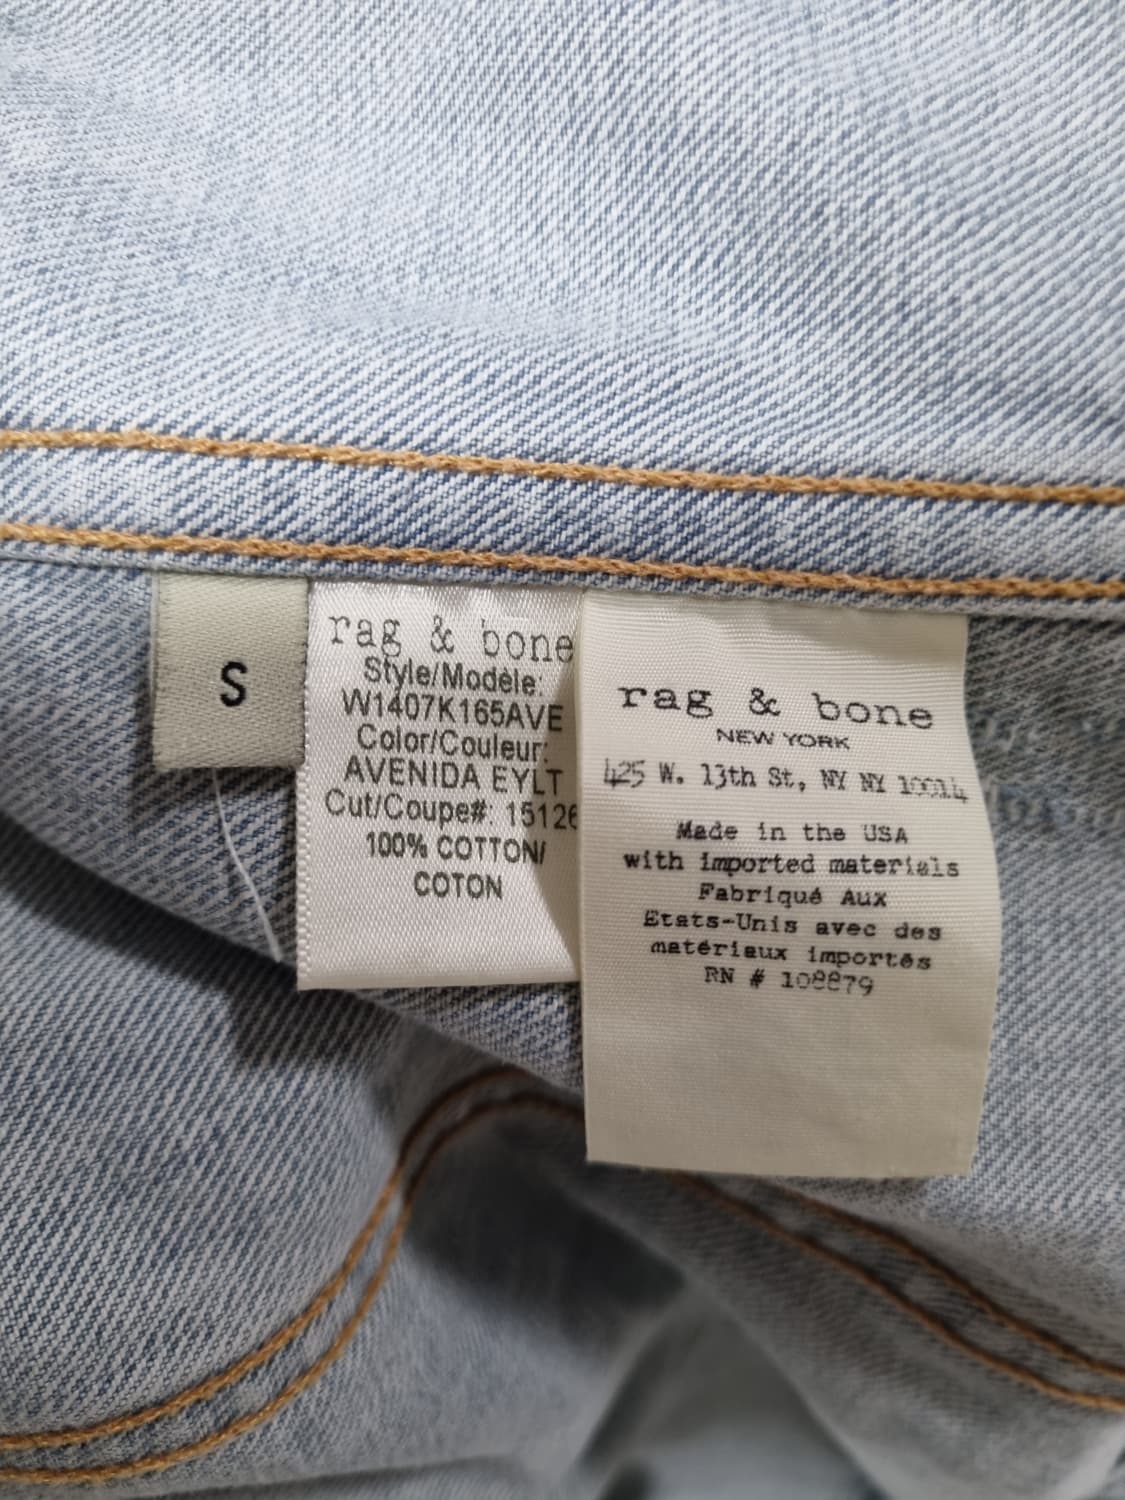 S
rag & bone
Style/Modèle:
W1407K165AVE
Color/Couleur:
AVENIDA EYLT
Cut/Coupe#: 15126
100% COTTON/
COTON
rag & bone
NEW YORK
425 W. 13th St, NY NY 10014
Made in the USA
with imported materials
Fabriqué Aux
Etats-Unis avec des
matériaux importés
RN # 108879